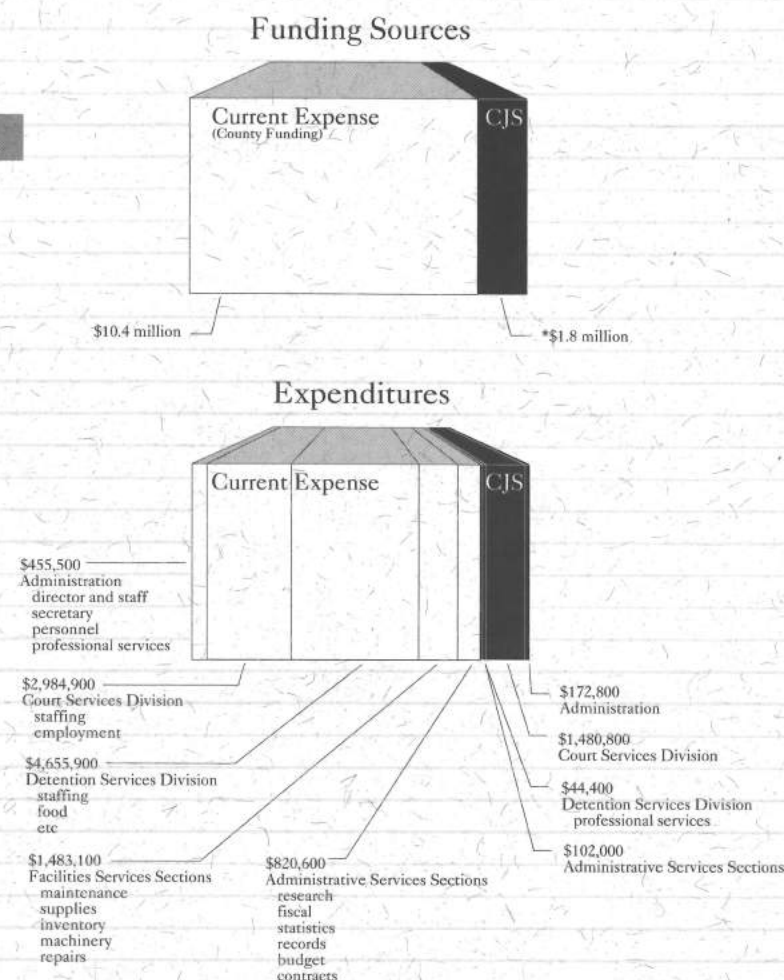 Funding Sources
Current Expense
(County Funding)
CJS
$10.4 million
*$1.8 million
Expenditures
Current Expense
CJS
$455,500
Administration
director and staff
secretary
personnel
professional services
$2,984,900
Court Services Division
staffing
employment
$4,655,900
Detention Services Division
staffing
food
etc
$1,483,100
Facilities Services Sections
maintenance
supplies
inventory
machinery
repairs
$820,600
Administrative Services Sections
research
fiscal
statistics
records
budget
contracts
$172,800
Administration
$1,480,800
Court Services Division
$44,400
Detention Services Division
professional services
$102,000
Administrative Services Sections